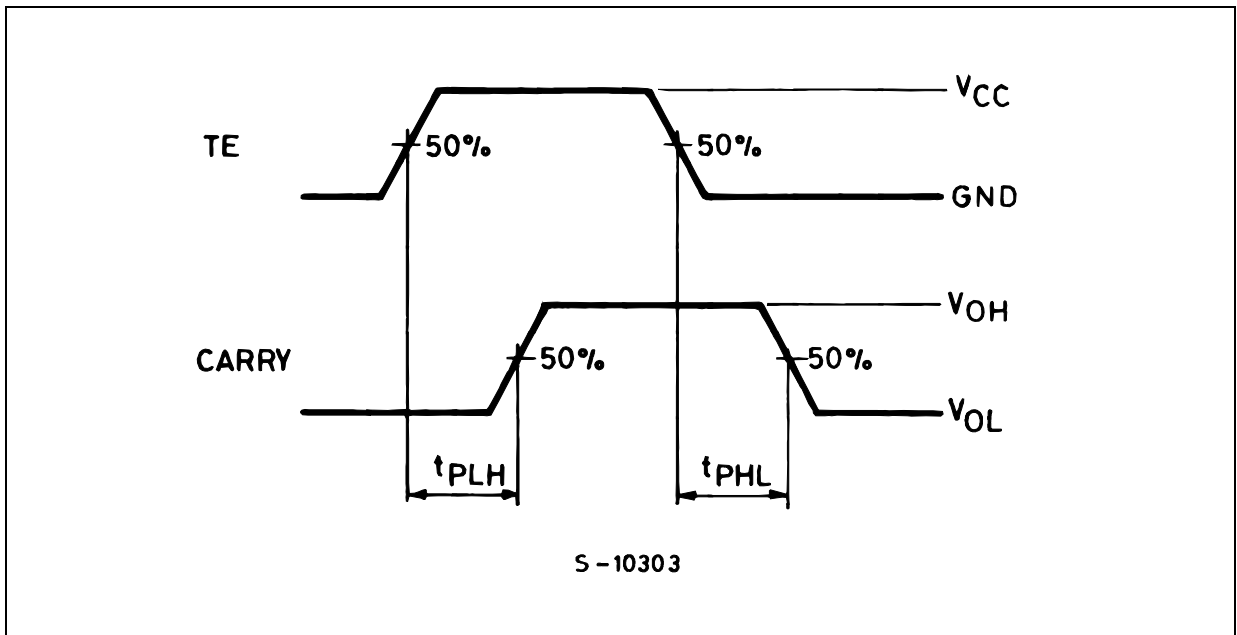 VCC
TE 50% 50%
GND
VOH
CARRY 50% 50%
VOL
tPLH tPHL
S-10303